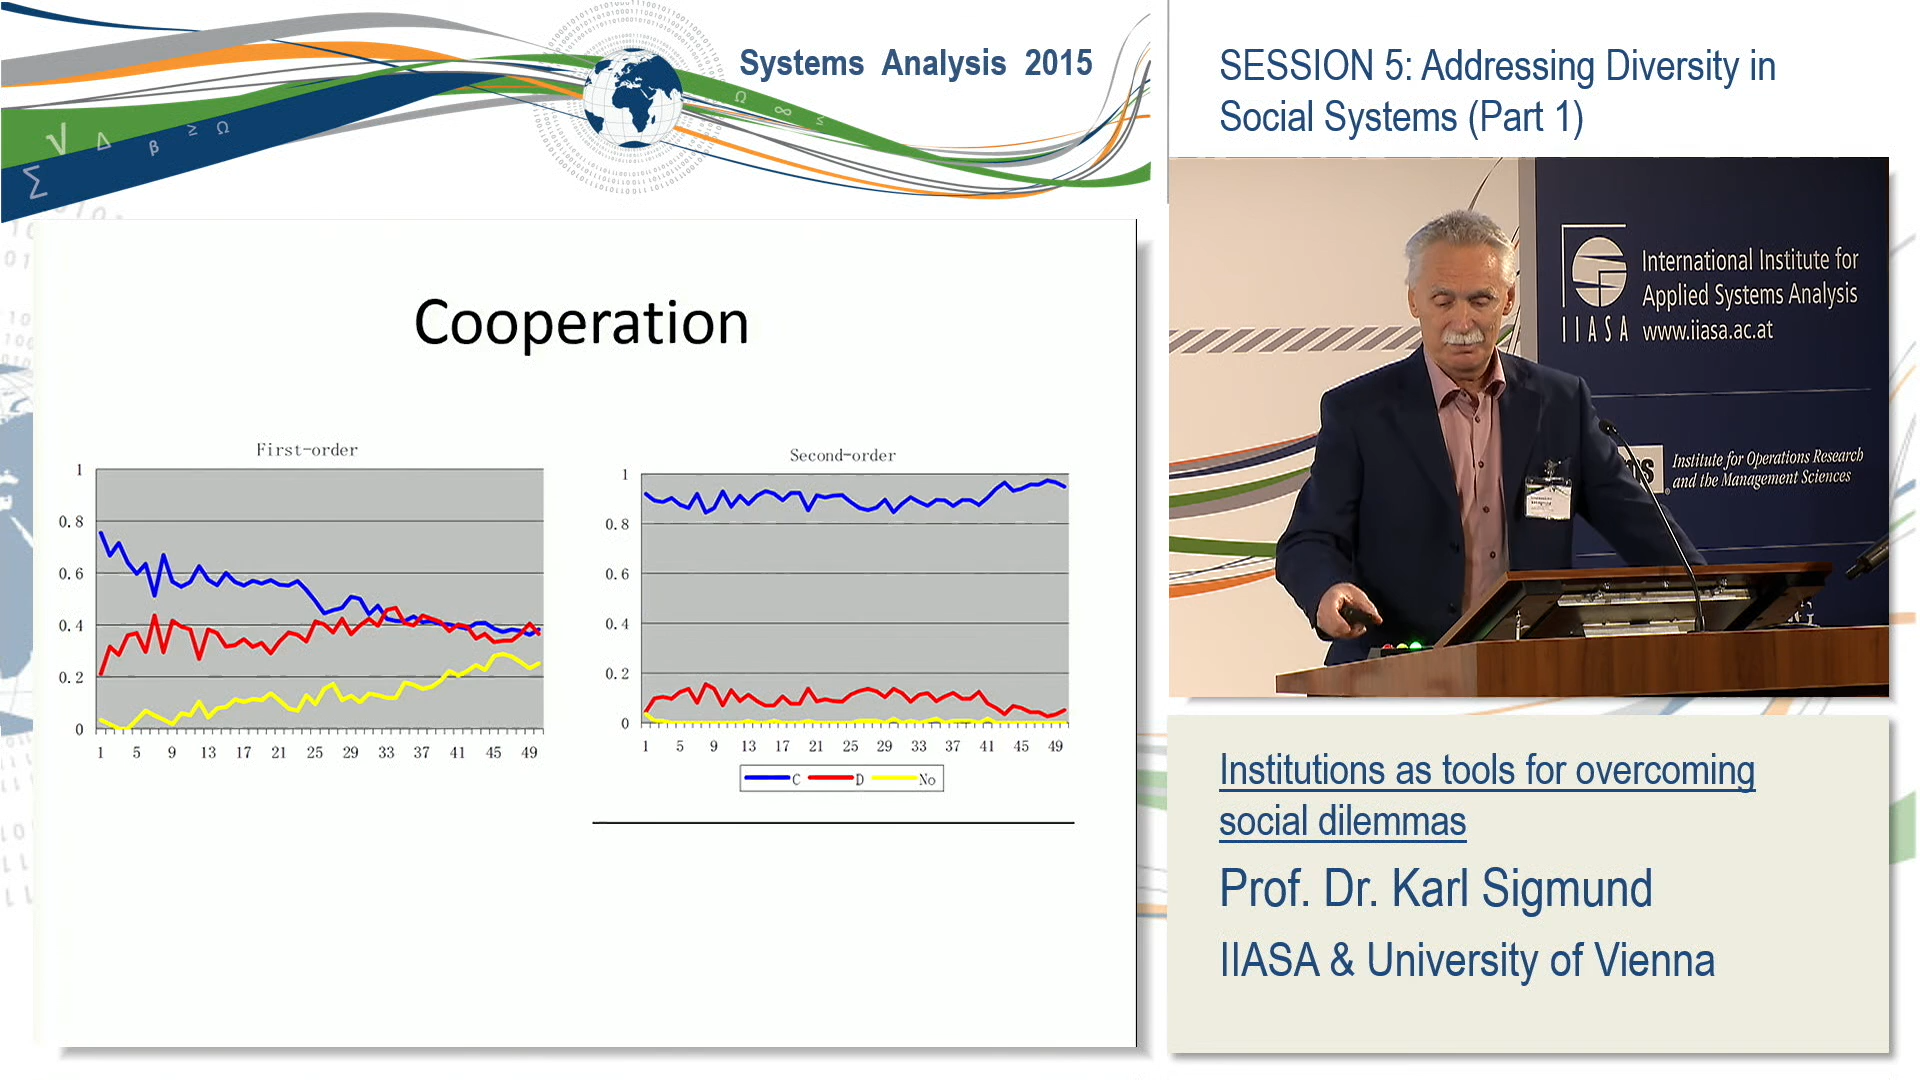 Systems Analysis 2015
SESSION 5: Addressing Diversity in
Social Systems (Part 1)
Cooperation
First-order
1
0.8
0.6
0.4
0.2
0
1 5 9 13 17 21 25 29 33 37 41 45 49
Second-order
1
0.8
0.6
0.4
0.2
0
1 5 9 13 17 21 25 29 33 37 41 45 49
C D No
International Institute for
Applied Systems Analysis
IIASA www.iiasa.ac.at
Institute for Operations Research
and the Management Sciences
Institutions as tools for overcoming
social dilemmas
Prof. Dr. Karl Sigmund
IIASA & University of Vienna